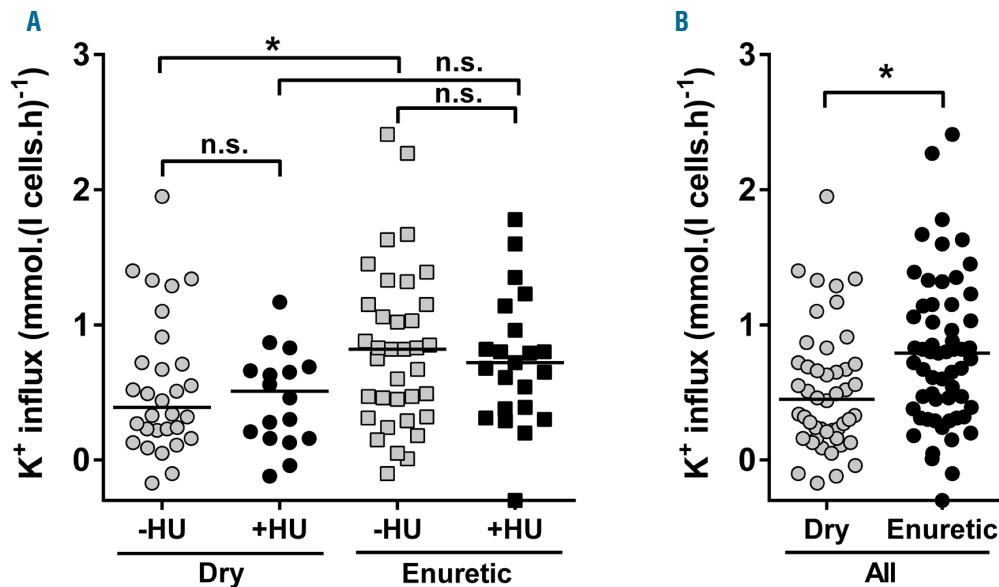 A
K⁺ influx (mmol.(l cells.h)⁻¹
3
2
1
0
*
n.s.
n.s.
n.s.
-HU +HU -HU +HU
Dry Enuretic
B
K⁺ influx (mmol.(l cells.h)⁻¹
3
2
1
0
*
Dry Enuretic
All